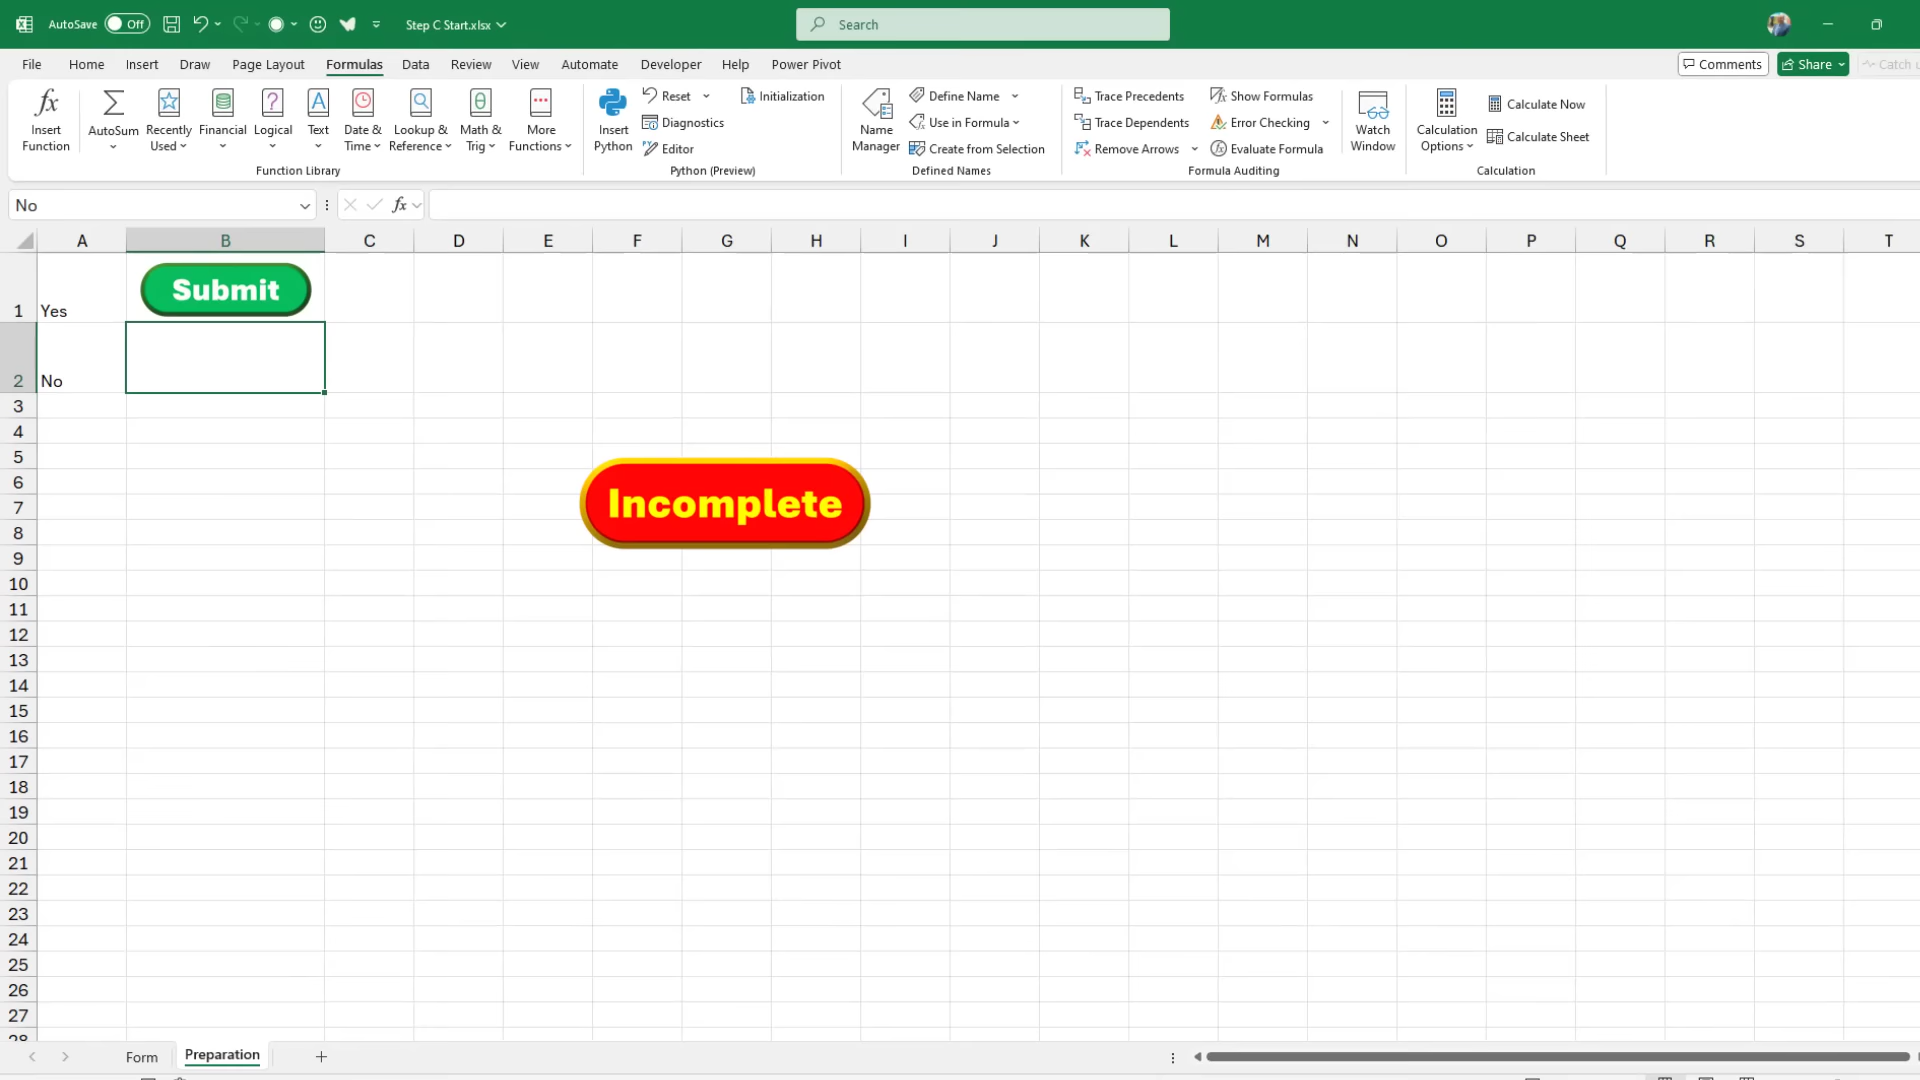 AutoSave Off Step C Start.xlsx Search
File Home Insert Draw Page Layout Formulas Data Review View Automate Developer Help Power Pivot Comments Share Catch
fx Reset Initialization Define Name Trace Precedents Show Formulas Calculate Now
Insert Function AutoSum Recently Used Financial Logical Text Date & Time Lookup & Reference Math & Trig More Functions Insert Python Diagnostics Name Manager Use in Formula Trace Dependents Error Checking Watch Window Calculation Options Calculate Sheet
Editor Create from Selection Remove Arrows Evaluate Formula
Function Library Python (Preview) Defined Names Formula Auditing Calculation
No fx
A B C D E F G H I J K L M N O P Q R S T
Submit
1 Yes
2 No
3
4
5
6
7 Incomplete
8
9
10
11
12
13
14
15
16
17
18
19
20
21
22
23
24
25
26
27
28
Form Preparation